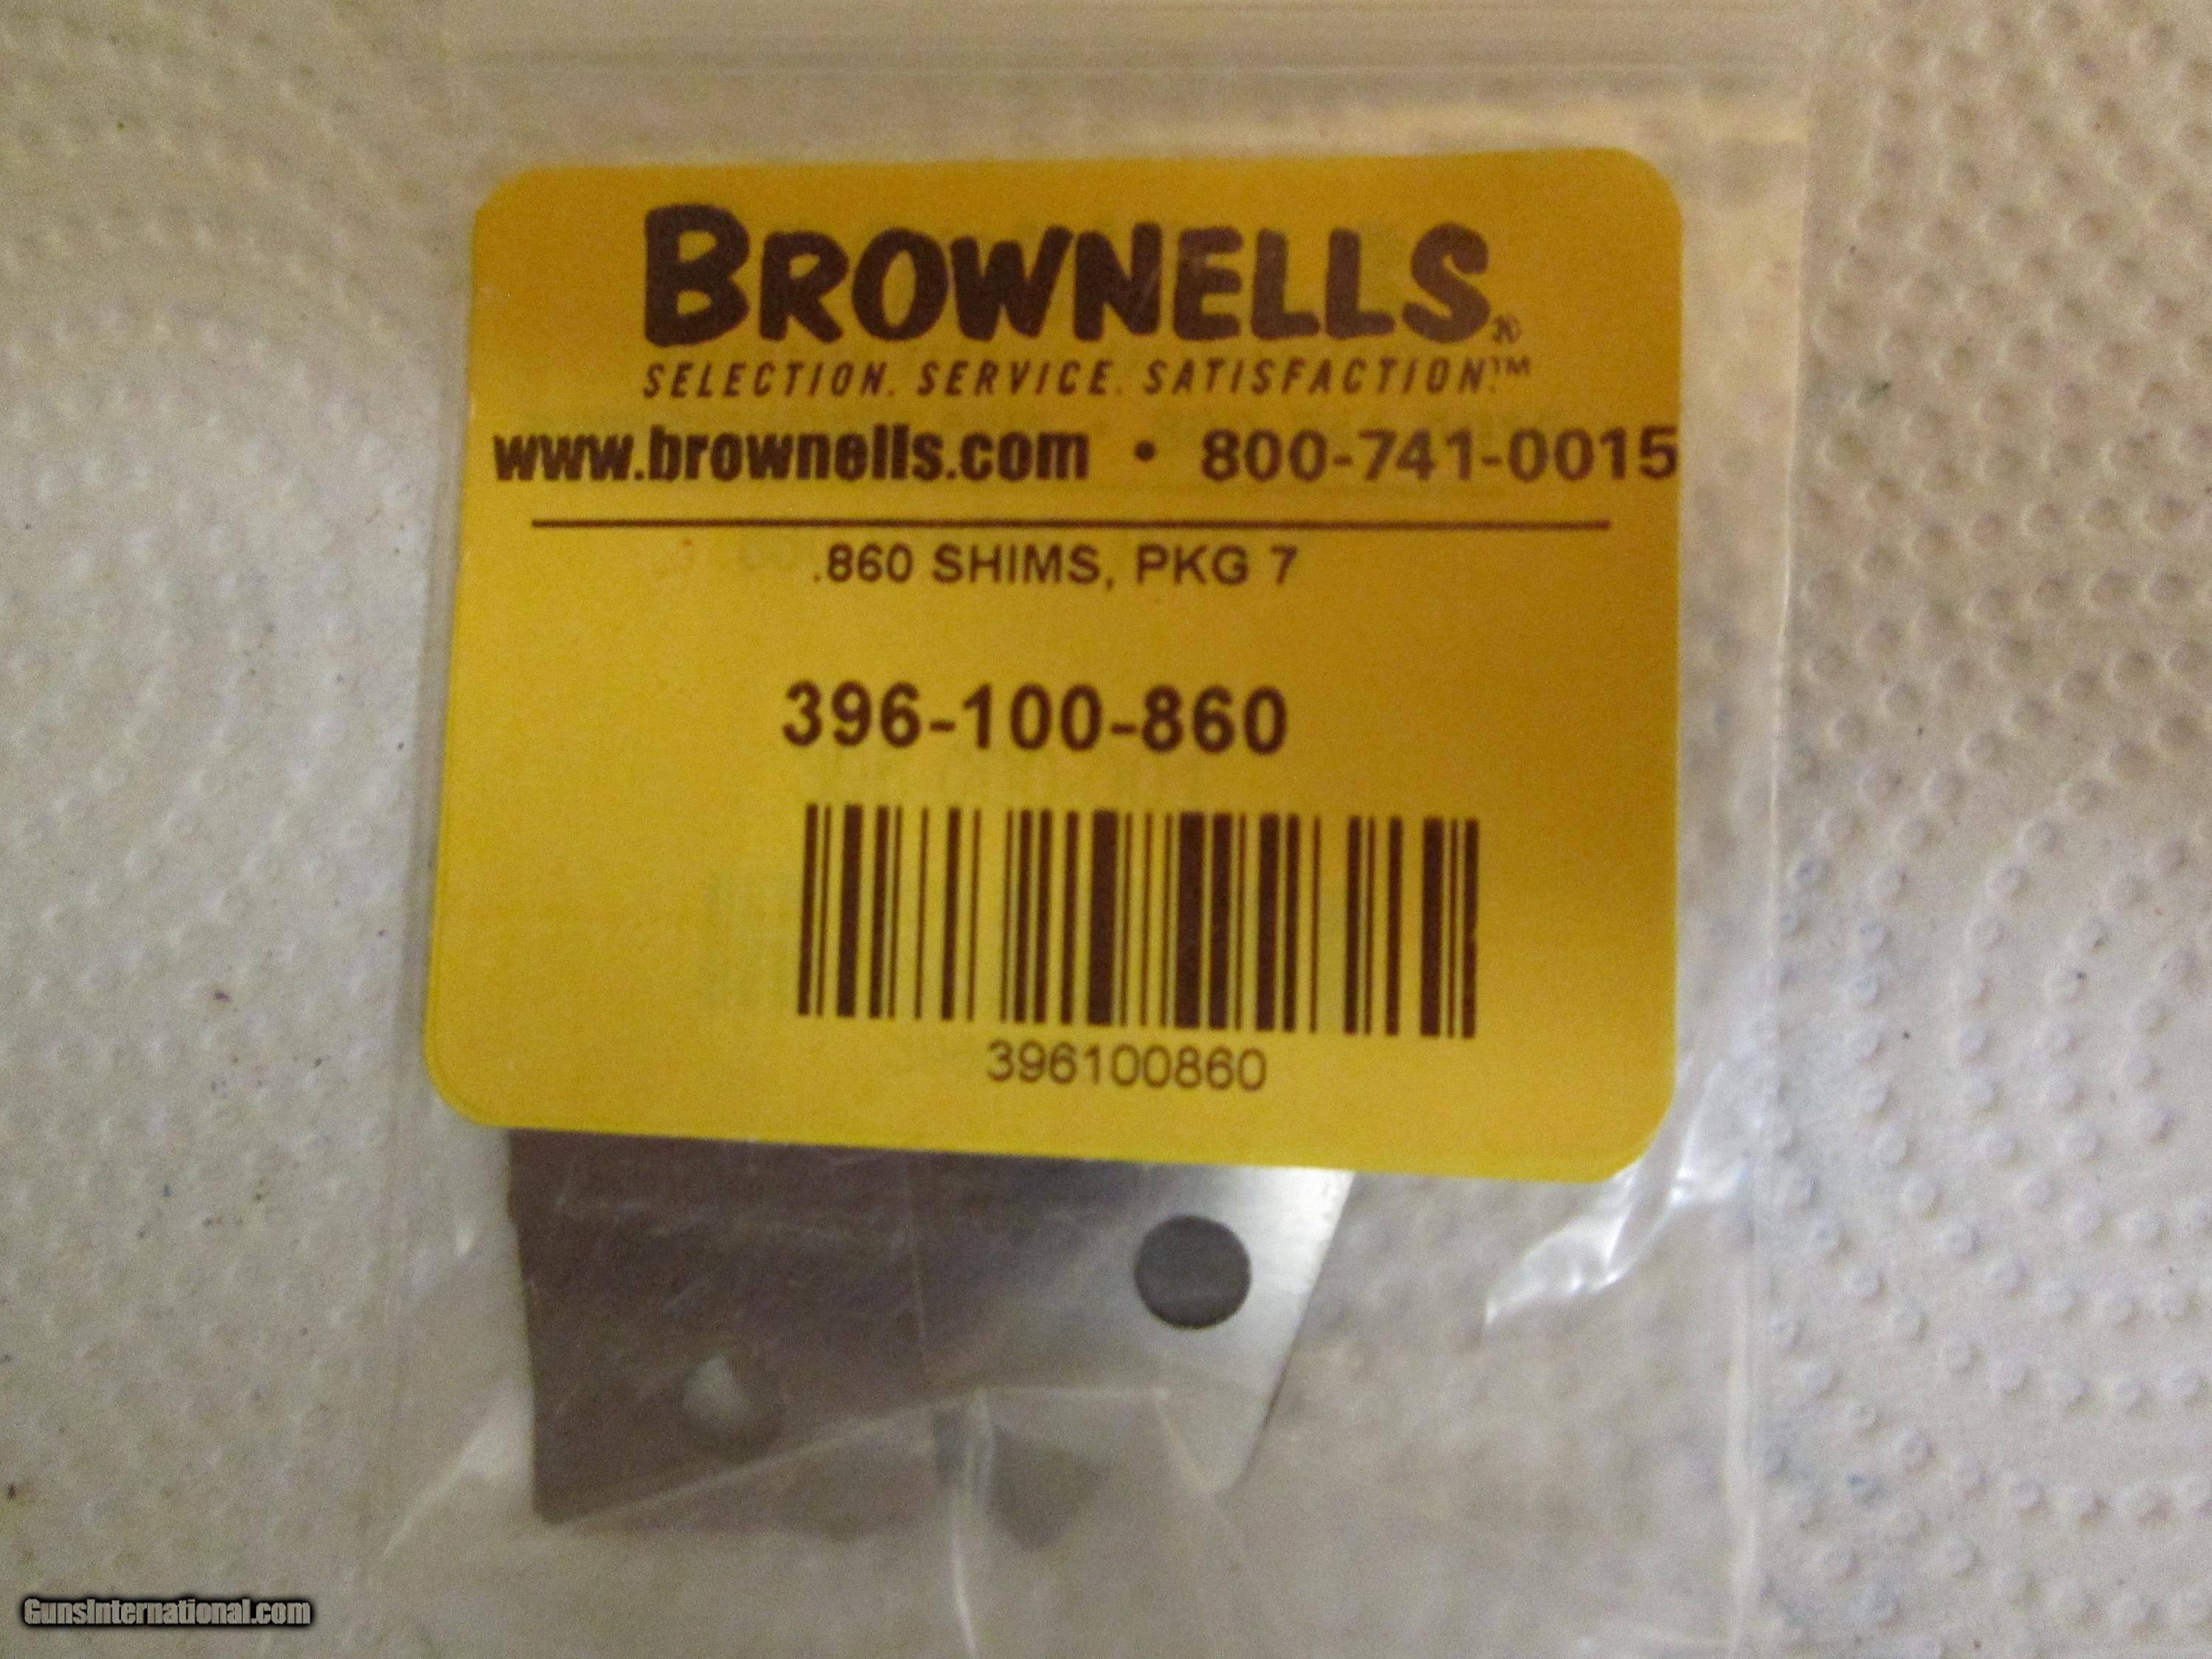 BROWNELLS®
SELECTION. SERVICE. SATISFACTION.™
www.brownells.com • 800-741-0015
.860 SHIMS, PKG 7
396-100-860
396100860
GunsInternational.com